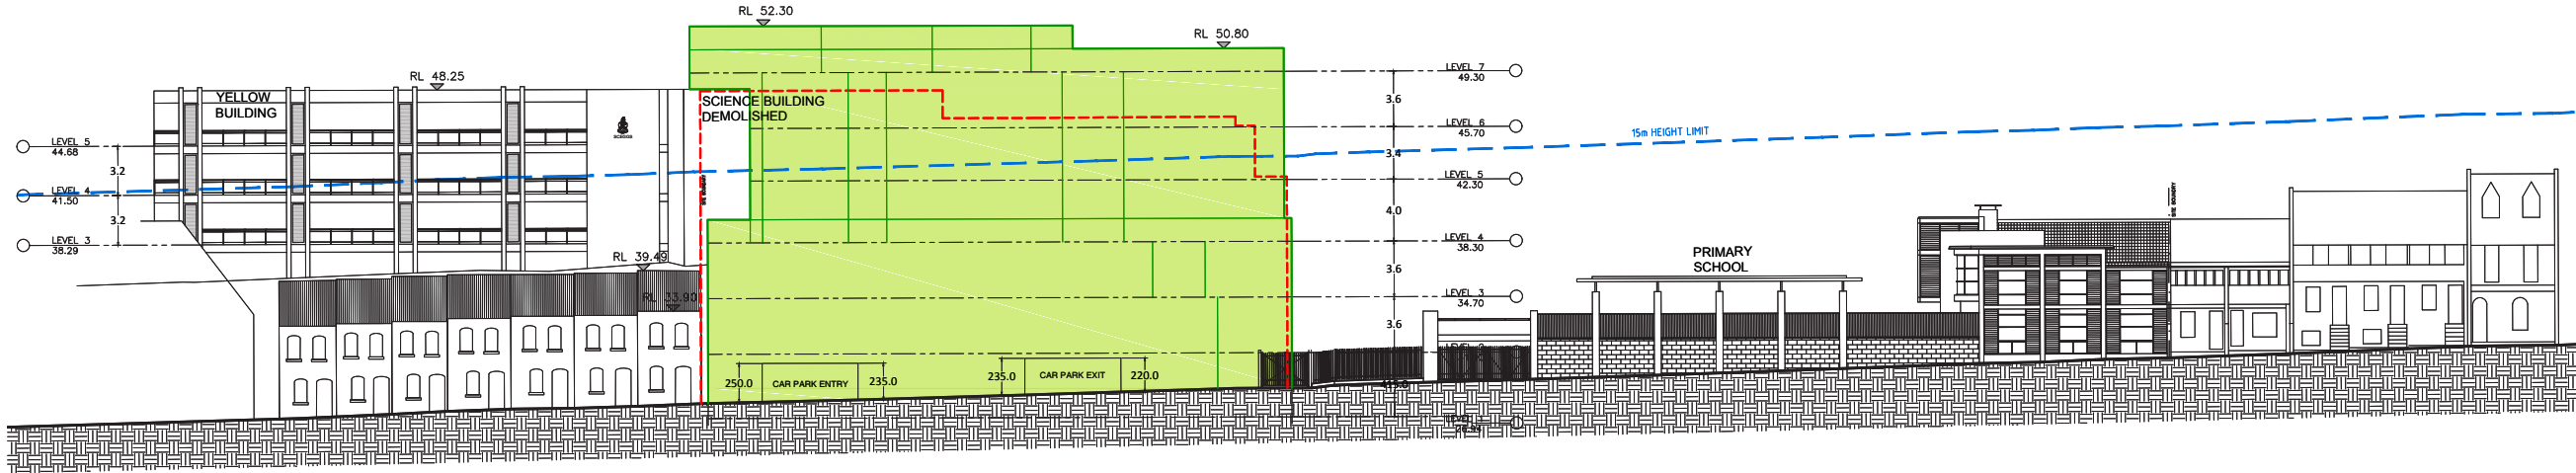 RL 52.30
RL 50.80
RL 48.25
YELLOW
BUILDING
SCIENCE BUILDING
DEMOLISHED
LEVEL 7
49.30
3.6
LEVEL 6
45.70
15m HEIGHT LIMIT
LEVEL 5
44.68
3.4
3.2
LEVEL 5
42.30
LEVEL 4
41.50
4.0
3.2
LEVEL 3
38.29
LEVEL 4
38.30
RL 39.49
PRIMARY
SCHOOL
3.6
RL 33.90
LEVEL 3
34.70
3.6
250.0
CAR PARK ENTRY
235.0
235.0
CAR PARK EXIT
220.0
415.0
LEVEL 1